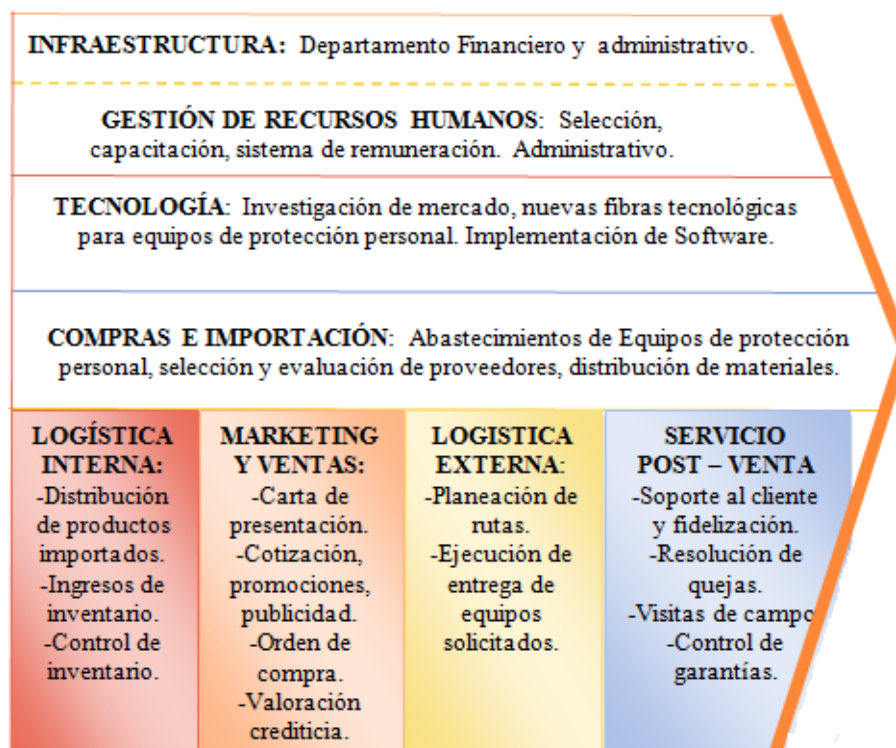 INFRAESTRUCTURA: Departamento Financiero y administrativo.
GESTIÓN DE RECURSOS HUMANOS: Selección,
capacitación, sistema de remuneración. Administrativo.
TECNOLOGÍA: Investigación de mercado, nuevas fibras tecnológicas
para equipos de protección personal. Implementación de Software.
COMPRAS E IMPORTACIÓN: Abastecimientos de Equipos de protección
personal, selección y evaluación de proveedores, distribución de materiales.
LOGÍSTICA
INTERNA:
-Distribución
de productos
importados.
-Ingresos de
inventario.
-Control de
inventario.
MARKETING
Y VENTAS:
-Carta de
presentación.
-Cotización,
promociones,
publicidad.
-Orden de
compra.
-Valoración
crediticia.
LOGISTICA
EXTERNA:
-Planeación de
rutas.
-Ejecución de
entrega de
equipos
solicitados.
SERVICIO
POST – VENTA
-Soporte al cliente
y fidelización.
-Resolución de
quejas.
-Visitas de campo
-Control de
garantías.